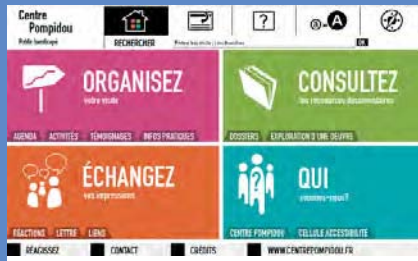 Centre
Pompidou
Public handicapé
?
a-A
RECHERCHER
OK
ORGANISEZ
votre visite
AGENDA ACTIVITÉS TÉMOIGNAGES INFOS PRATIQUES
CONSULTEZ
les ressources documentaires
DOSSIERS EXPLORATION D'UNE OEUVRE
ÉCHANGEZ
vos impressions
RÉACTIONS LETTRE LIENS
QUI
sommes-nous?
CENTRE POMPIDOU CELLULE ACCESSIBILITÉ
RÉAGISSEZ CONTACT CRÉDITS WWW.CENTREPOMPIDOU.FR